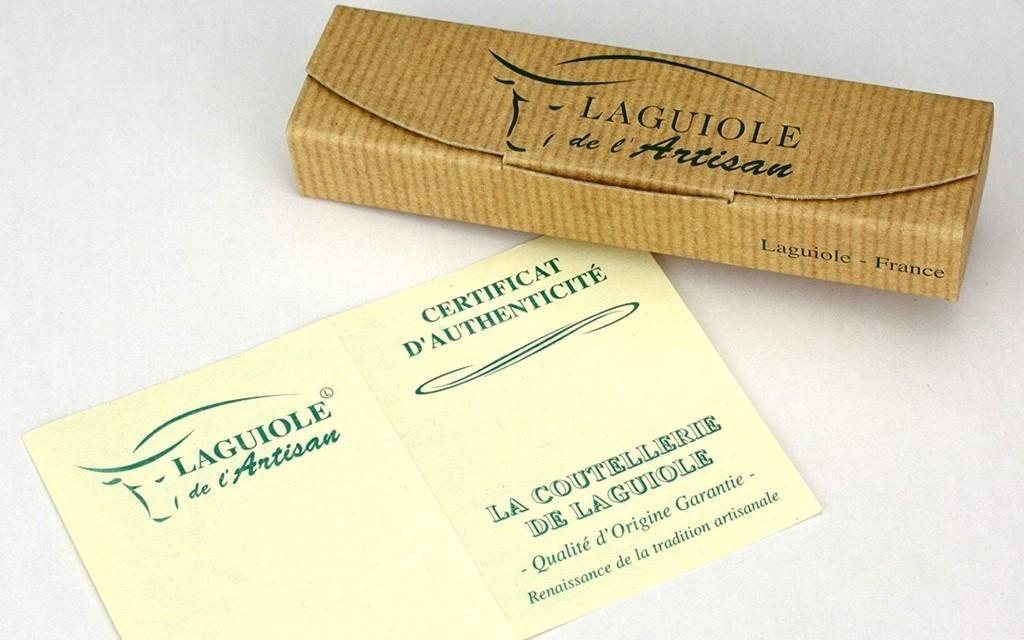 LAGUIOLE
de l'Artisan
Laguiole - France
CERTIFICAT
D'AUTHENTICITÉ
LAGUIOLE Ⓛ
de l'Artisan
LA COUTELLERIE
DE LAGUIOLE
- Qualité d'Origine Garantie -
Renaissance de la tradition artisanale